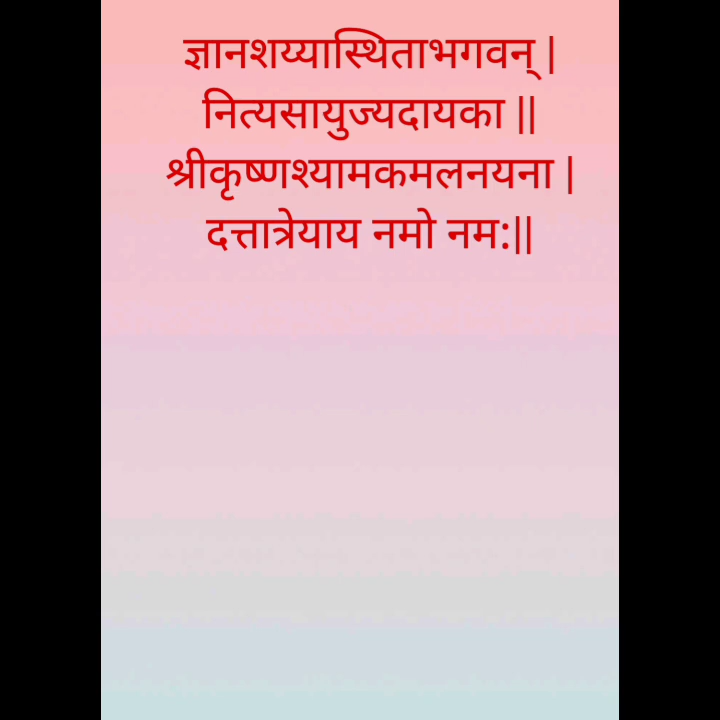 ज्ञानशय्यास्थिताभगवन् |
नित्यसायुज्यदायका ||
श्रीकृष्णश्यामकमलनयना |
दत्तात्रेयाय नमो नम:||